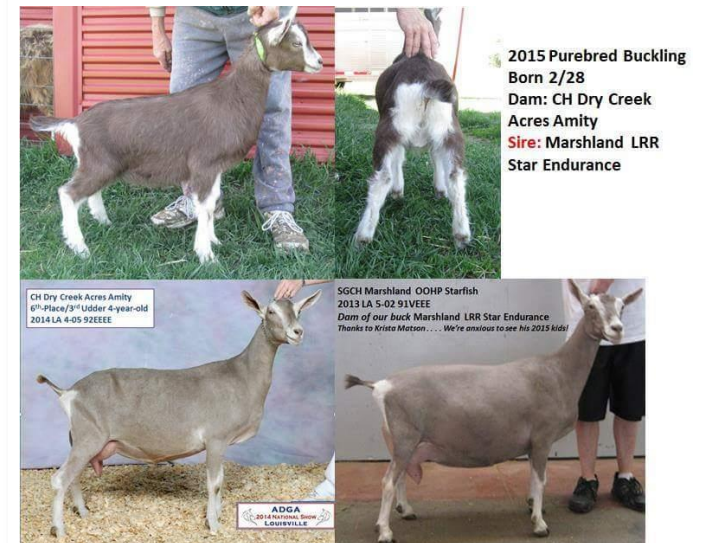 2015 Purebred Buckling
Born 2/28
Dam: CH Dry Creek
Acres Amity
Sire: Marshland LRR
Star Endurance
CH Dry Creek Acres Amity
6th-Place/3rd Udder 4-year-old
2014 LA 4-05 92EEEE
SGCH Marshland OOHP Starfish
2013 LA 5-02 91VEEE
Dam of our buck Marshland LRR Star Endurance
Thanks to Krista Matson . . . . We're anxious to see his 2015 kids!
ADGA
2014 NATIONAL SHOW
LOUISVILLE